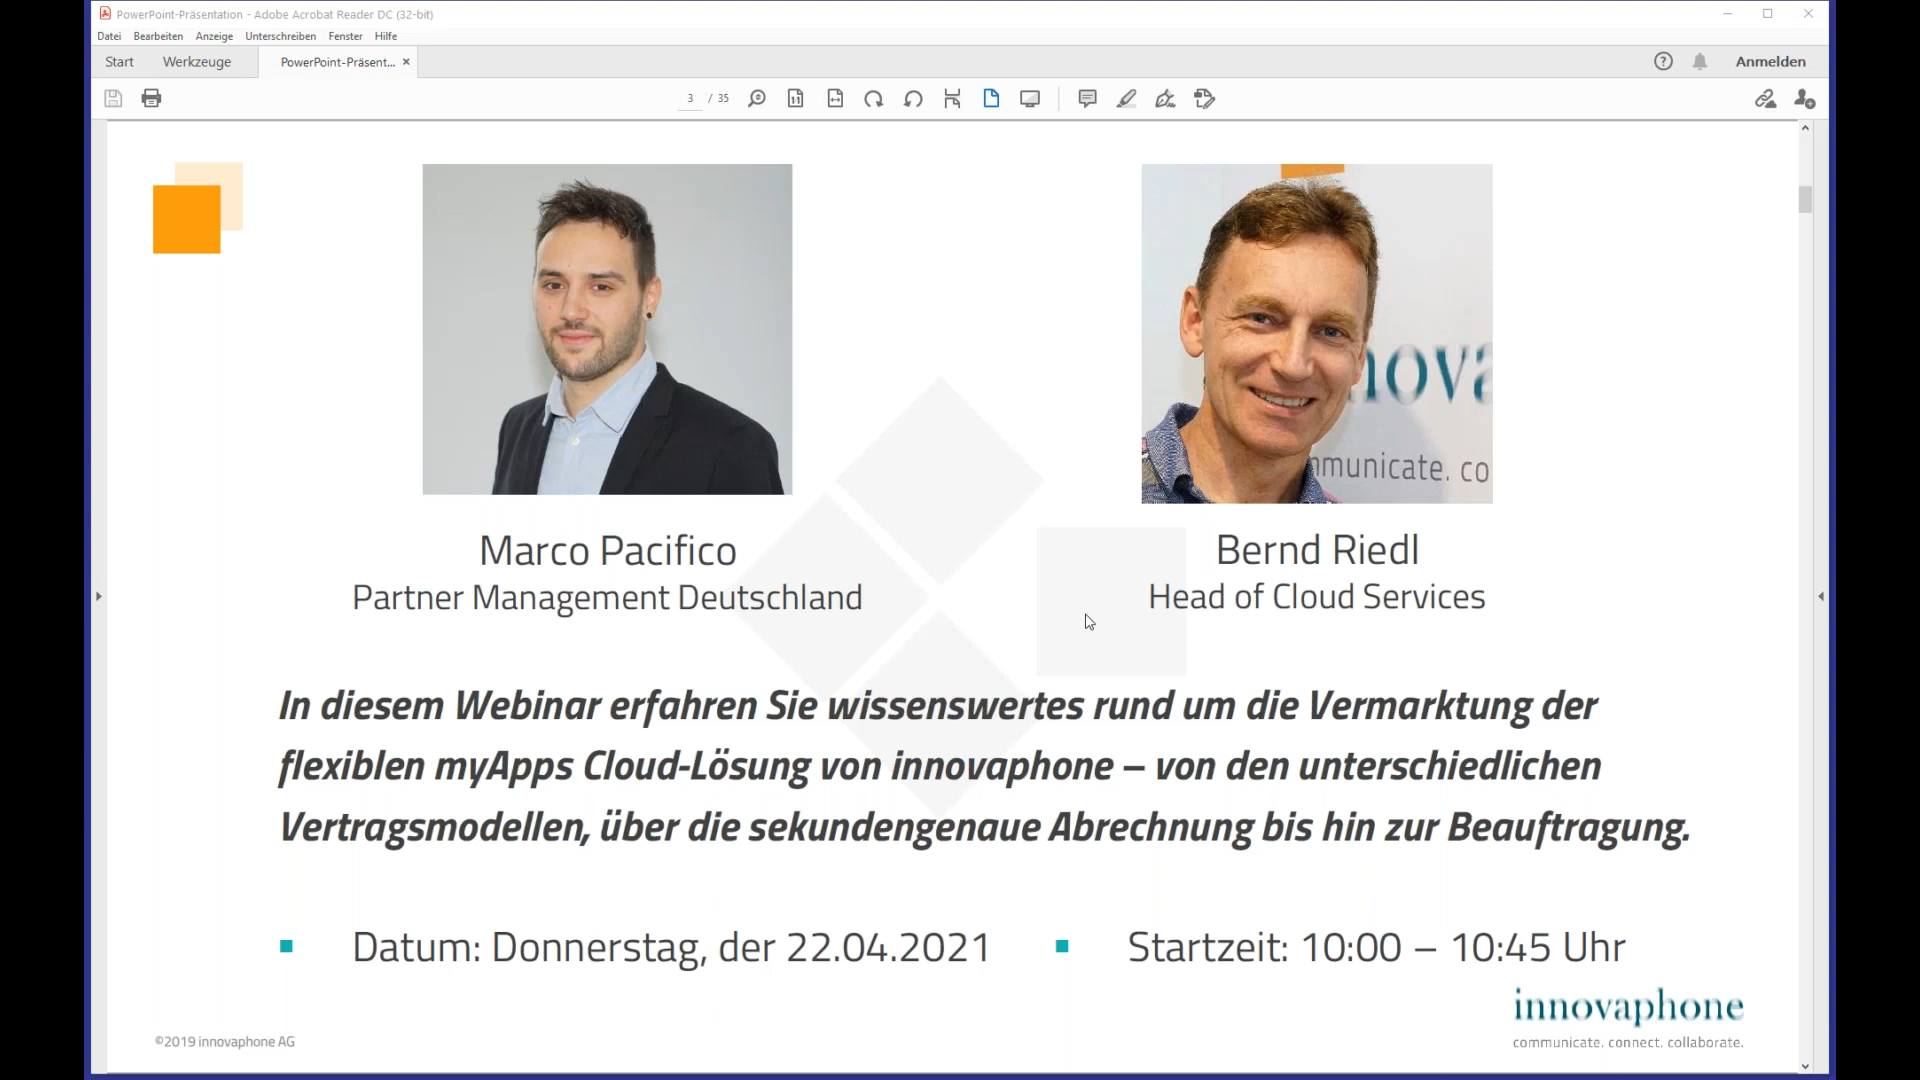 PowerPoint-Präsentation - Adobe Acrobat Reader DC (32-bit)
Datei Bearbeiten Anzeige Unterschreiben Fenster Hilfe
Start Werkzeuge PowerPoint-Präsent... × Anmelden
3 / 35
nova
mmunicate. co
Marco Pacifico
Partner Management Deutschland
Bernd Riedl
Head of Cloud Services
In diesem Webinar erfahren Sie wissenswertes rund um die Vermarktung der
flexiblen myApps Cloud-Lösung von innovaphone – von den unterschiedlichen
Vertragsmodellen, über die sekundengenaue Abrechnung bis hin zur Beauftragung.
Datum: Donnerstag, der 22.04.2021
Startzeit: 10:00 – 10:45 Uhr
innovaphone
communicate. connect. collaborate.
©2019 innovaphone AG